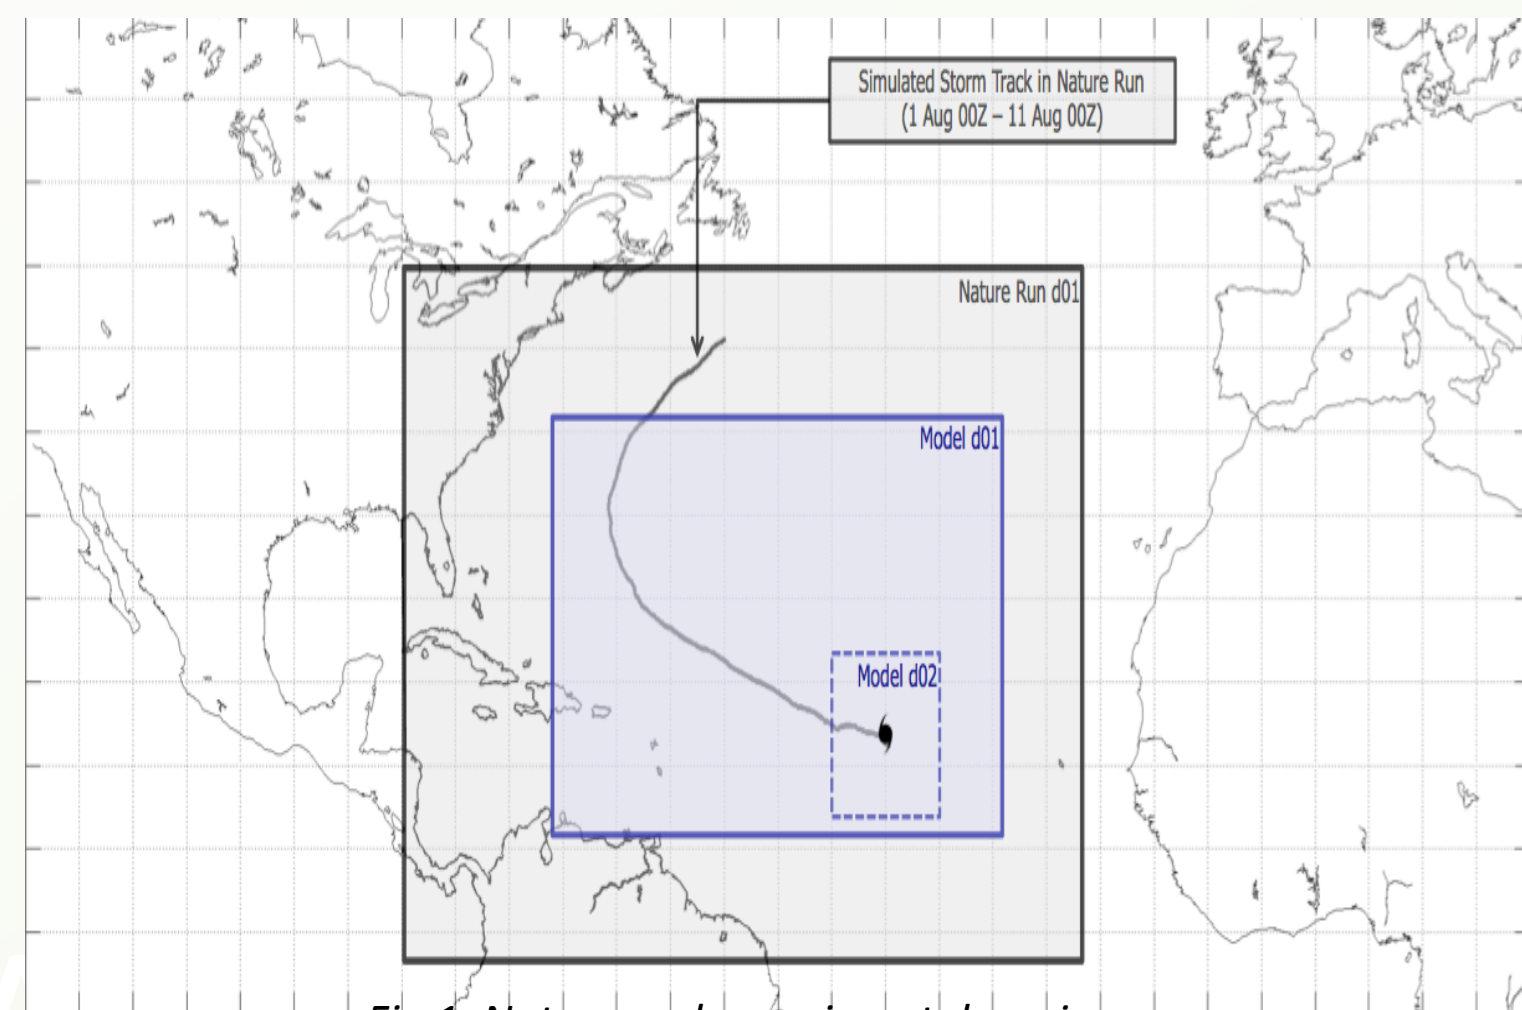 Simulated Storm Track in Nature Run
(1 Aug 00Z – 11 Aug 00Z)
Nature Run d01
Model d01
Model d02